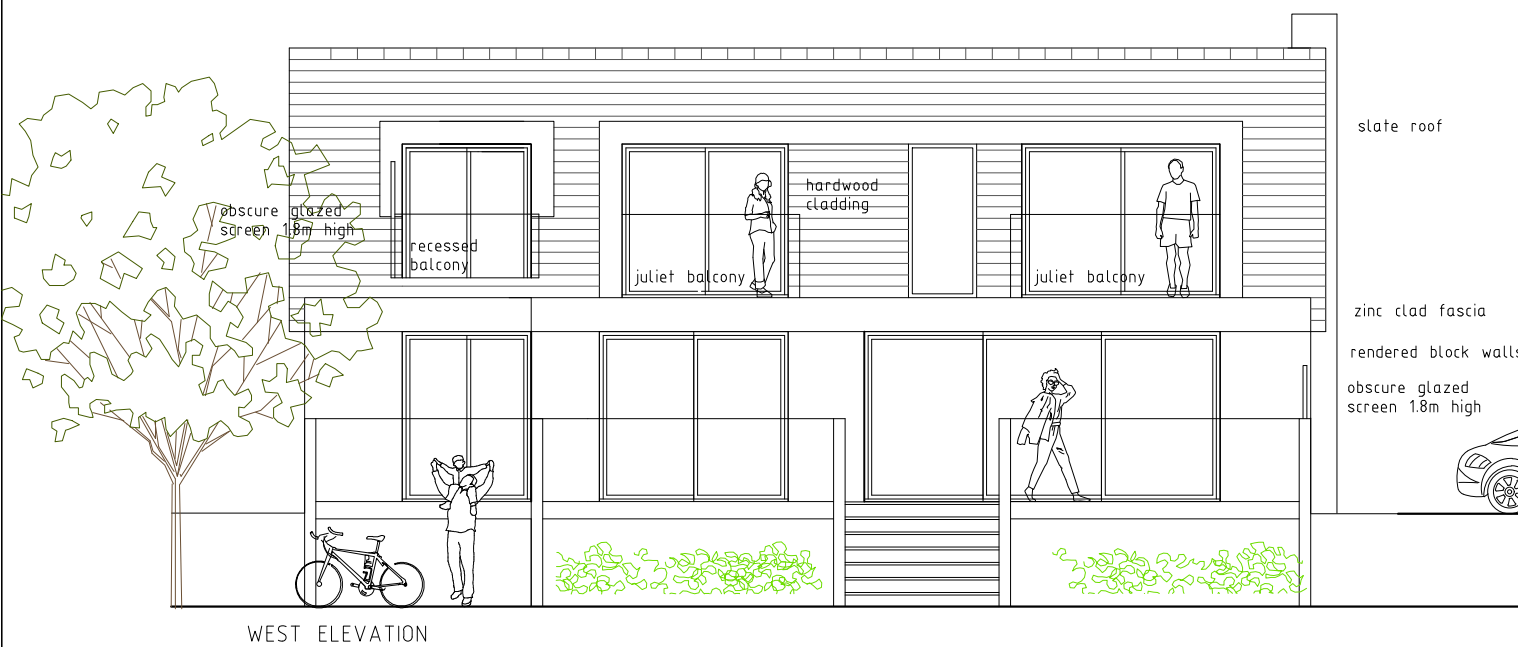 slate roof
hardwood
cladding
obscure glazed
screen 1.8m high
recessed
balcony
juliet balcony
juliet balcony
zinc clad fascia
rendered block walls
obscure glazed
screen 1.8m high
WEST ELEVATION